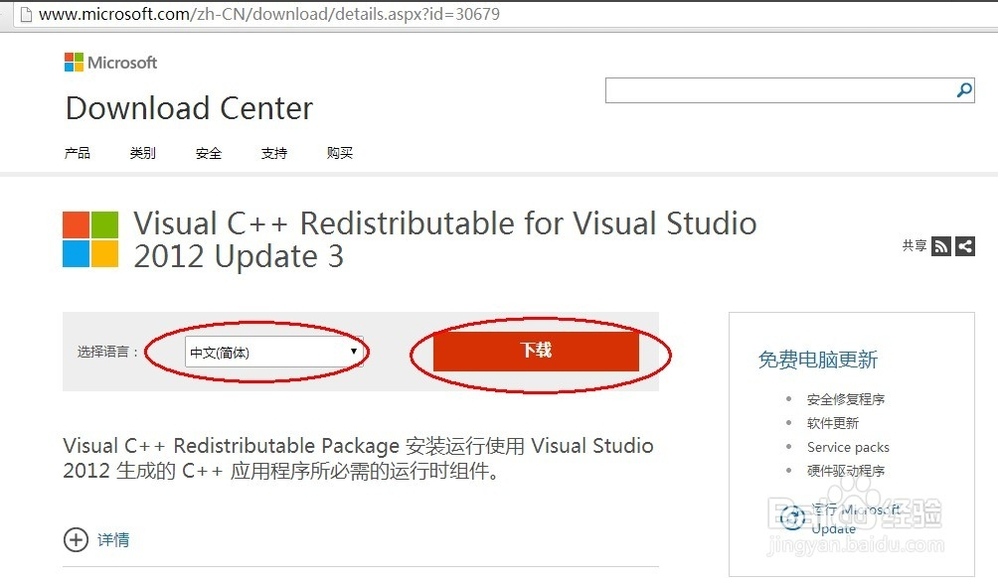 www.microsoft.com/zh-CN/download/details.aspx?id=30679
Microsoft
Download Center
产品 类别 安全 支持 购买
Visual C++ Redistributable for Visual Studio
2012 Update 3
共享
选择语言： 中文(简体) 下载
免费电脑更新
安全修复程序
软件更新
Service packs
硬件驱动程序
运行 Microsoft
Update
Visual C++ Redistributable Package 安装运行使用 Visual Studio
2012 生成的 C++ 应用程序所必需的运行时组件。
详情
Baidu经验
jingyan.baidu.com